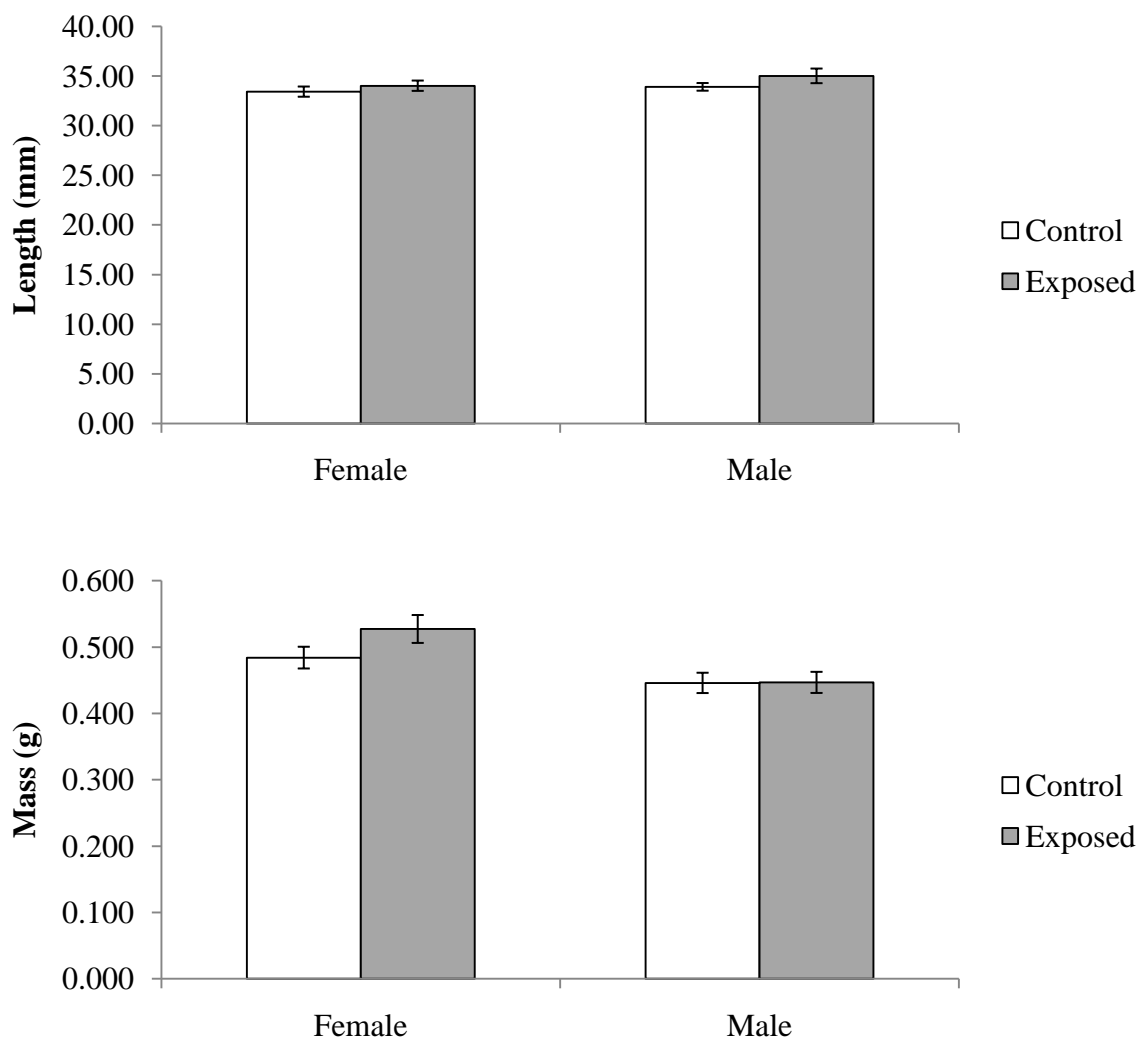 40.00
35.00
30.00
25.00
20.00
15.00
10.00
5.00
0.00
Length (mm)
Female
Male
Control
Exposed
0.600
0.500
0.400
0.300
0.200
0.100
0.000
Mass (g)
Female
Male
Control
Exposed